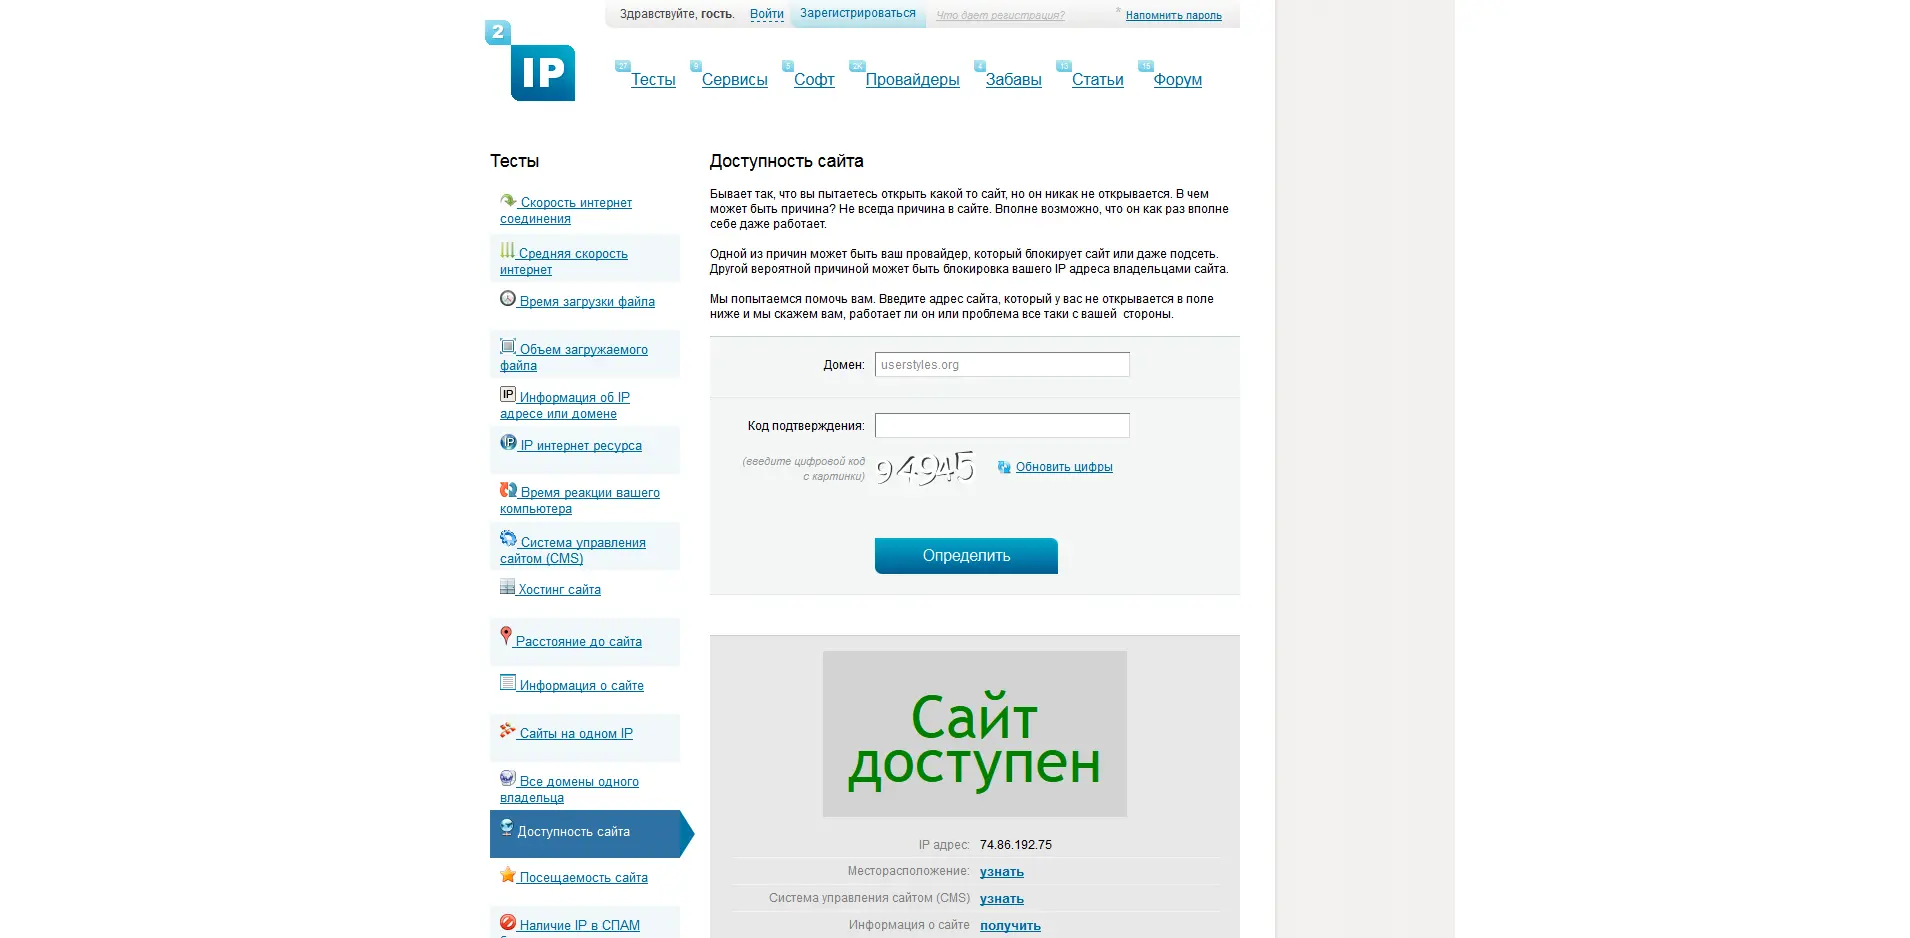 Здравствуйте, гость. Войти Зарегистрироваться Что дает регистрация? * Напомнить пароль
2
IP
27 Тесты 9 Сервисы 5 Софт 2K Провайдеры 4 Забавы 13 Статьи 15 Форум
Тесты
Скорость интернет
соединения
Средняя скорость
интернет
Время загрузки файла
Объем загружаемого
файла
IP Информация об IP
адресе или домене
IP IP интернет ресурса
Время реакции вашего
компьютера
Система управления
сайтом (CMS)
Хостинг сайта
Расстояние до сайта
Информация о сайте
Сайты на одном IP
Все домены одного
владельца
Доступность сайта
Посещаемость сайта
Наличие IP в СПАМ
Доступность сайта
Бывает так, что вы пытаетесь открыть какой то сайт, но он никак не открывается. В чем
может быть причина? Не всегда причина в сайте. Вполне возможно, что он как раз вполне
себе даже работает.
Одной из причин может быть ваш провайдер, который блокирует сайт или даже подсеть.
Другой вероятной причиной может быть блокировка вашего IP адреса владельцами сайта.
Мы попытаемся помочь вам. Введите адрес сайта, который у вас не открывается в поле
ниже и мы скажем вам, работает ли он или проблема все таки с вашей стороны.
Домен: userstyles.org
Код подтверждения:
(введите цифровой код
с картинки)
94945
Обновить цифры
Определить
Сайт
доступен
IP адрес: 74.86.192.75
Месторасположение: узнать
Система управления сайтом (CMS) узнать
Информация о сайте получить